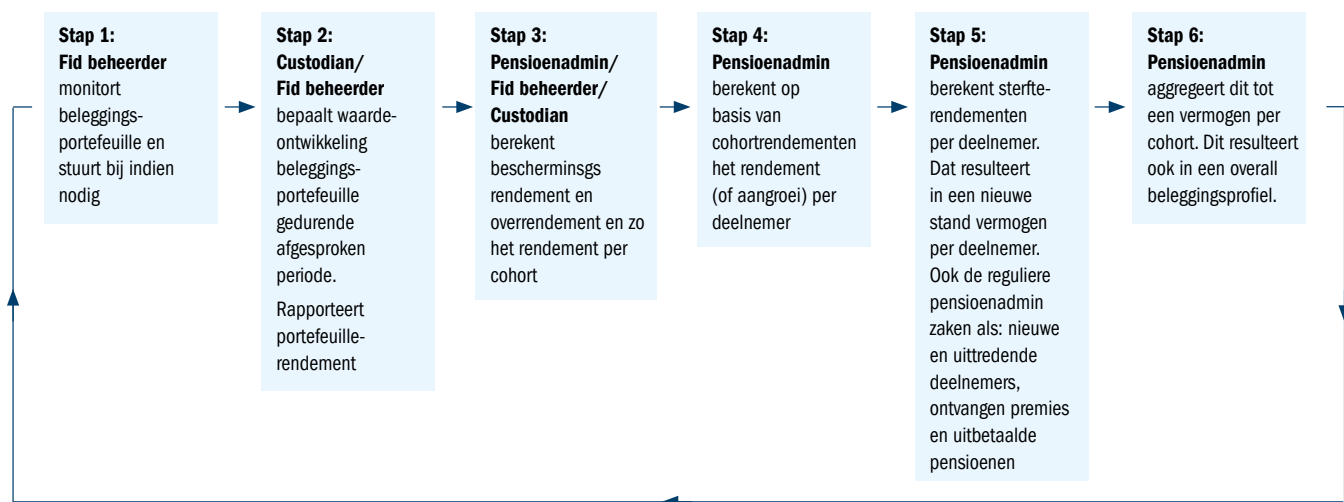 Stap 1:
Fid beheerder
monitort
beleggings-
portefeuille en
stuurt bij indien
nodig
Stap 2:
Custodian/
Fid beheerder
bepaalt waarde-
ontwikkeling
beleggings-
portefeuille
gedurende
afgesproken
periode.
Rapporteert
portefeuille-
rendement
Stap 3:
Pensioenadmin/
Fid beheerder/
Custodian
berekent
bescherminsgs
rendement en
overrendement en zo
het rendement per
cohort
Stap 4:
Pensioenadmin
berekent op
basis van
cohortrendementen
het rendement
(of aangroei) per
deelnemer
Stap 5:
Pensioenadmin
berekent sterfte-
rendementen
per deelnemer.
Dat resulteert
in een nieuwe
stand vermogen
per deelnemer.
Ook de reguliere
pensioenadmin
zaken als: nieuwe
en uittredende
deelnemers,
ontvangen premies
en uitbetaalde
pensioenen
Stap 6:
Pensioenadmin
aggregeert dit tot
een vermogen per
cohort. Dit resulteert
ook in een overall
beleggingsprofiel.